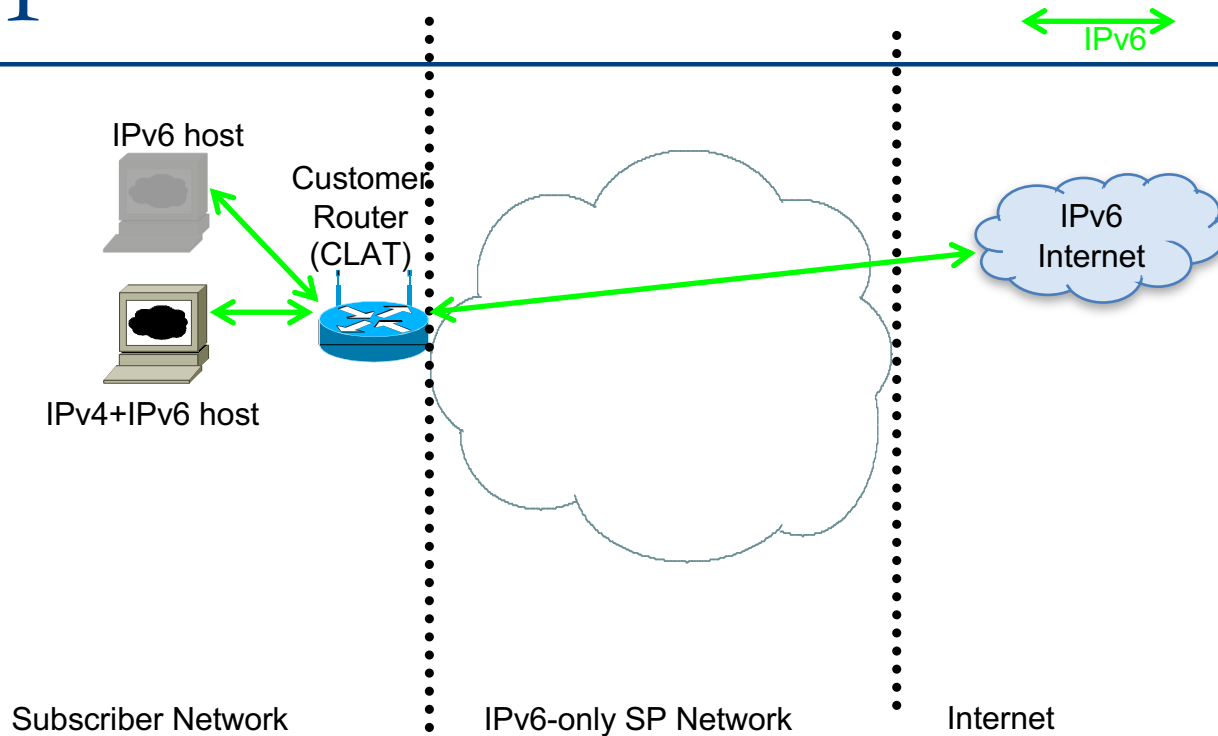 IPv6
IPv6 host
Customer
Router
(CLAT)
IPv6
Internet
IPv4+IPv6 host
Subscriber Network
IPv6-only SP Network
Internet